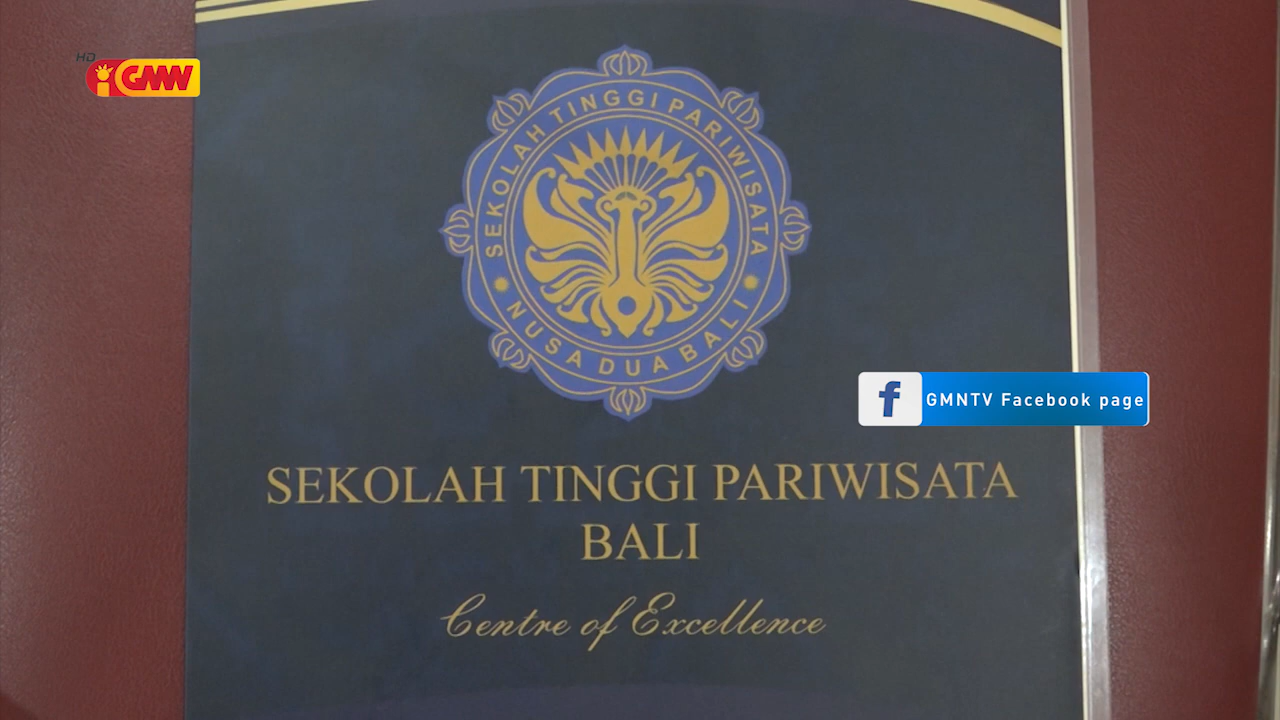 HD
GMN
SEKOLAH TINGGI PARIWISATA
NUSA DUA BALI
GMNTV Facebook page
SEKOLAH TINGGI PARIWISATA
BALI
Centre of Excellence